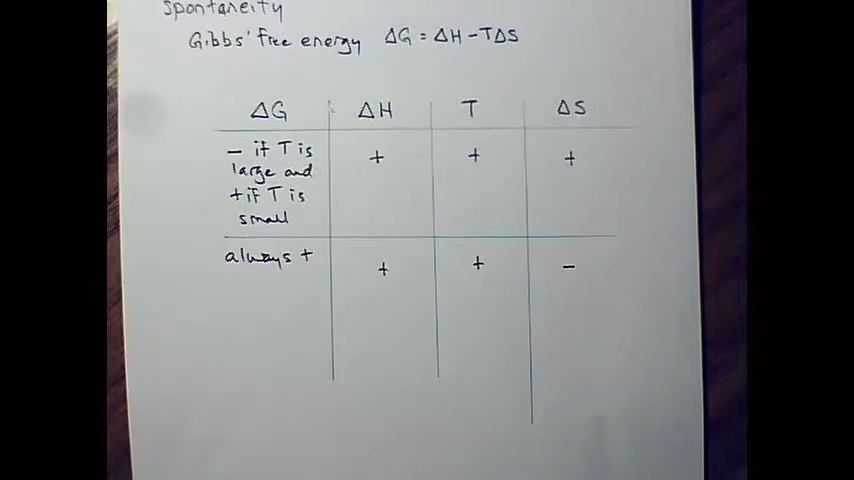 Spontaneity
Gibbs' free energy ΔG = ΔH - TΔS
ΔG ΔH T ΔS
- if T is + + +
large and
+ if T is
small
always + + + -